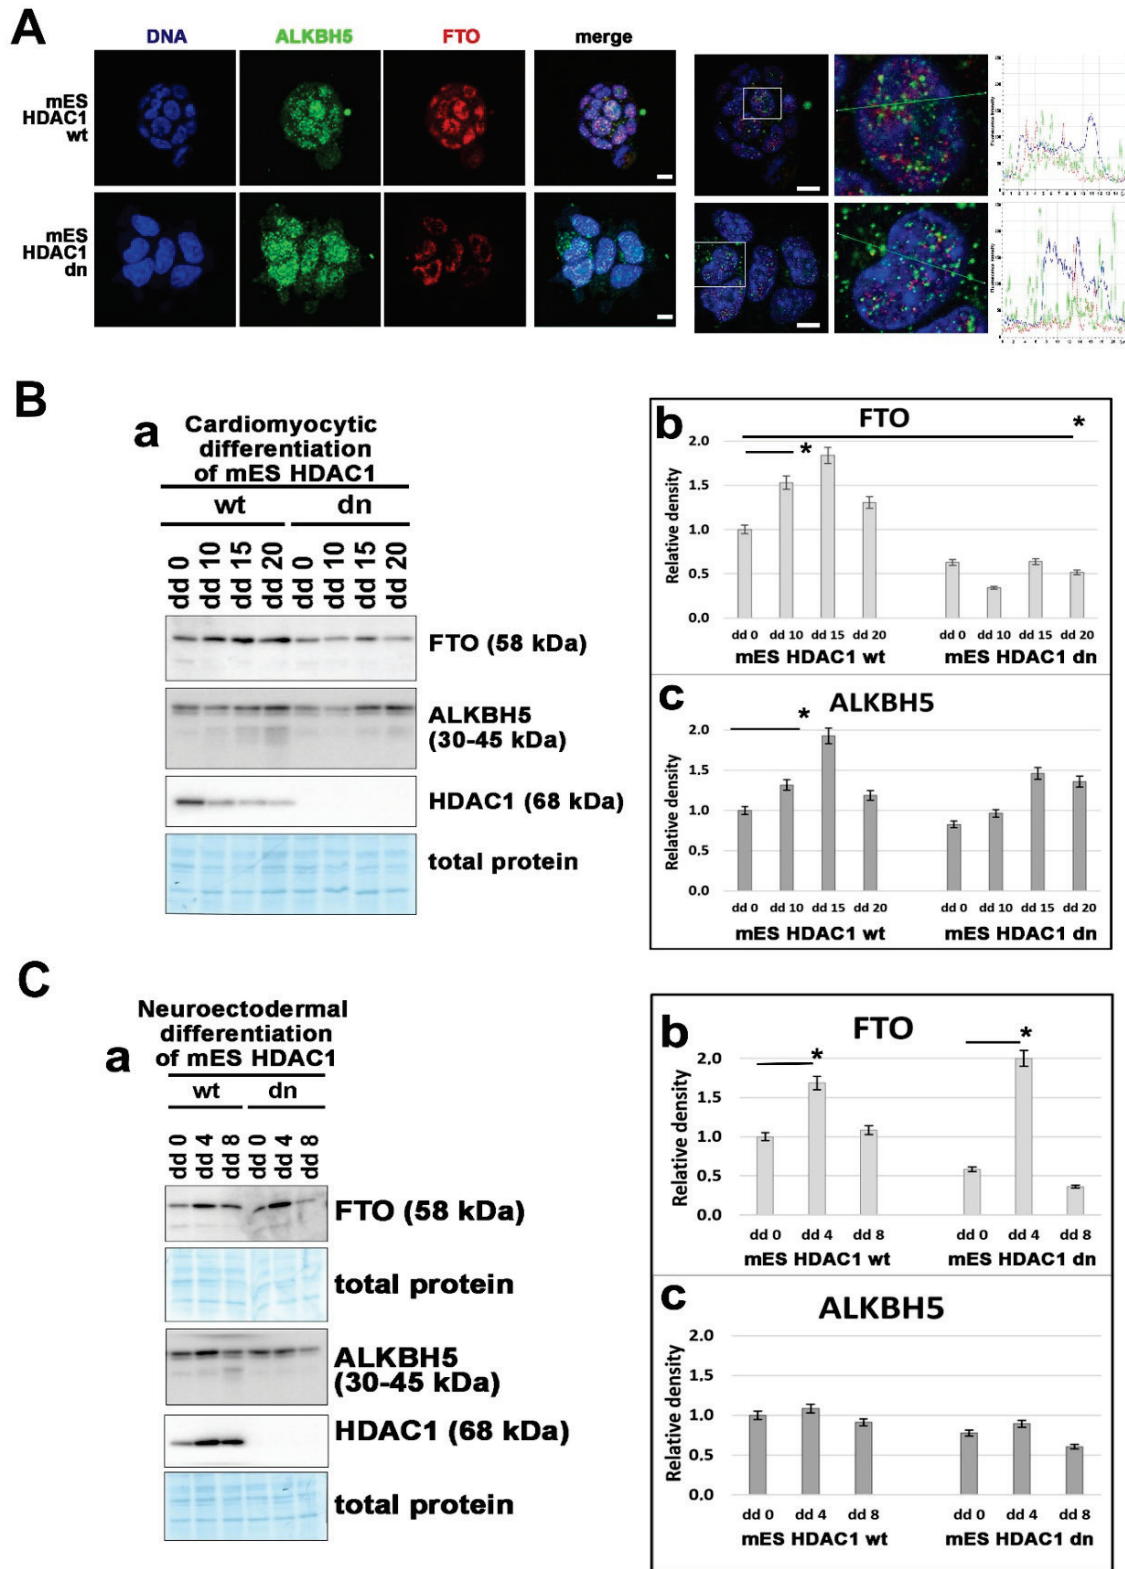 A
DNA
ALKBH5
FTO
merge
mES
HDAC1
wt
mES
HDAC1
dn
B
a
Cardiomyocytic
differentiation
of mES HDAC1
wt
dn
dd 0
dd 10
dd 15
dd 20
dd 0
dd 10
dd 15
dd 20
FTO (58 kDa)
ALKBH5
(30-45 kDa)
HDAC1 (68 kDa)
total protein
b
FTO
*
*
Relative density
2.0
1.5
1.0
0.5
0.0
dd 0 dd 10 dd 15 dd 20 dd 0 dd 10 dd 15 dd 20
mES HDAC1 wt mES HDAC1 dn
c
ALKBH5
*
Relative density
2.0
1.5
1.0
0.5
0.0
dd 0 dd 10 dd 15 dd 20 dd 0 dd 10 dd 15 dd 20
mES HDAC1 wt mES HDAC1 dn
C
a
Neuroectodermal
differentiation
of mES HDAC1
wt
dn
dd 0
dd 4
dd 8
dd 0
dd 4
dd 8
FTO (58 kDa)
total protein
ALKBH5
(30-45 kDa)
HDAC1 (68 kDa)
total protein
b
FTO
*
*
Relative density
2,0
1.5
1.0
0.5
0.0
dd 0 dd 4 dd 8 dd 0 dd 4 dd 8
mES HDAC1 wt mES HDAC1 dn
c
ALKBH5
Relative density
2.0
1.5
1.0
0.5
0.0
dd 0 dd 4 dd 8 dd 0 dd 4 dd 8
mES HDAC1 wt mES HDAC1 dn